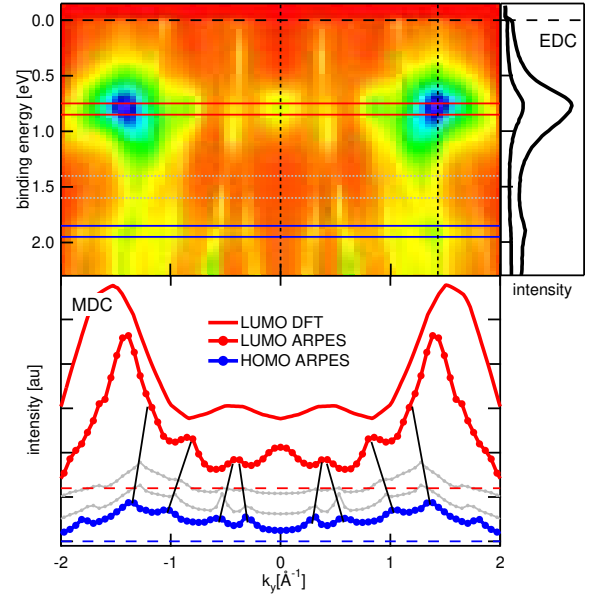 0.0
0.5
1.0
1.5
2.0
binding energy [eV]
EDC
intensity
MDC
LUMO DFT
LUMO ARPES
HOMO ARPES
intensity [au]
-2
-1
0
1
2
k_y[Å⁻¹]